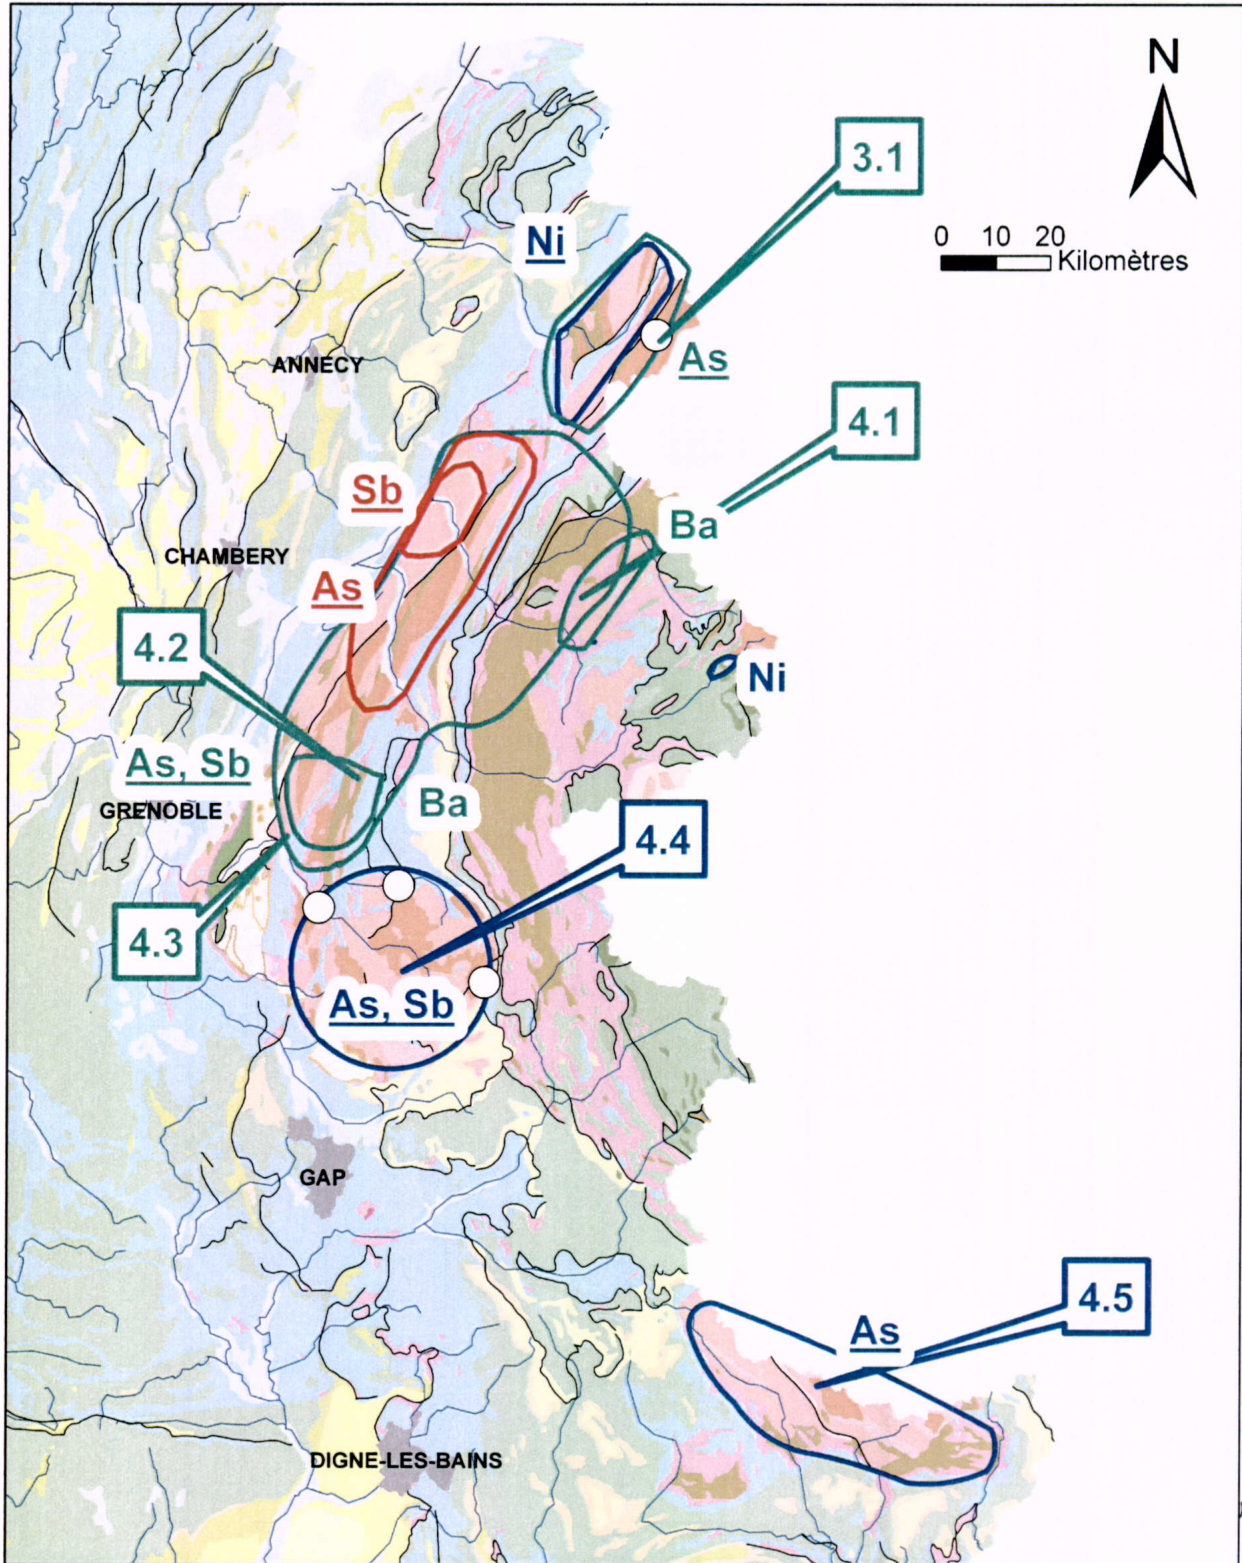 N
3.1
0 10 20
Kilomètres
Ni
As
ANNECY
4.1
Sb
Ba
CHAMBERY
As
4.2
Ni
As, Sb
GRENOBLE
Ba
4.4
4.3
As, Sb
GAP
4.5
As
DIGNE-LES-BAINS